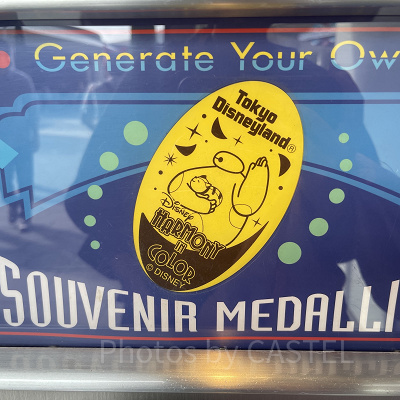 Generate Your Ow
Tokyo
Disneyland®
Disney
HARMONY
IN
COLOR
© DISNEY
SOUVENIR MEDALLI
Photos by CASTEL